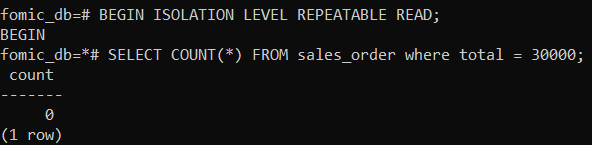 fomic_db=# BEGIN ISOLATION LEVEL REPEATABLE READ;
BEGIN
fomic_db=*# SELECT COUNT(*) FROM sales_order where total = 30000;
 count
-------
     0
(1 row)